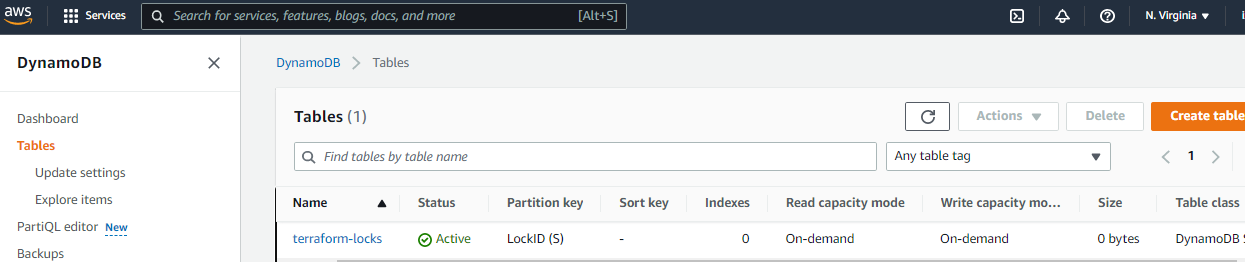 aws Services Search for services, features, blogs, docs, and more [Alt+S] N. Virginia
DynamoDB
DynamoDB Tables
Dashboard
Tables
Update settings
Explore items
PartiQL editor New
Backups
Tables (1) Actions Delete Create table
Find tables by table name Any table tag 1
Name Status Partition key Sort key Indexes Read capacity mode Write capacity mo... Size Table class
terraform-locks Active LockID (S) - 0 On-demand On-demand 0 bytes DynamoDB